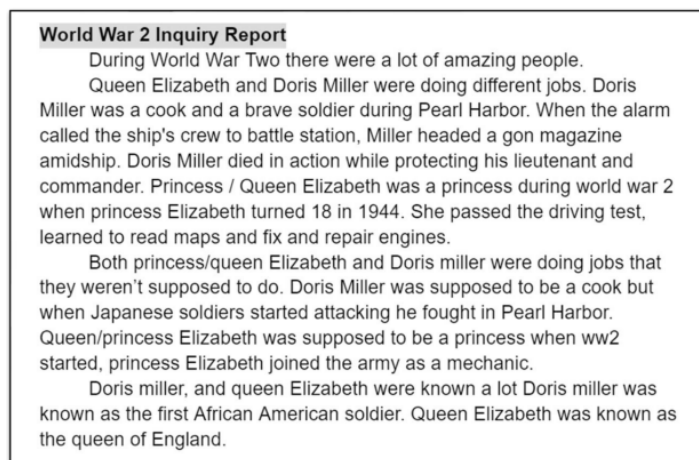 World War 2 Inquiry Report
During World War Two there were a lot of amazing people.
Queen Elizabeth and Doris Miller were doing different jobs. Doris
Miller was a cook and a brave soldier during Pearl Harbor. When the alarm
called the ship's crew to battle station, Miller headed a gon magazine
amidship. Doris Miller died in action while protecting his lieutenant and
commander. Princess / Queen Elizabeth was a princess during world war 2
when princess Elizabeth turned 18 in 1944. She passed the driving test,
learned to read maps and fix and repair engines.
Both princess/queen Elizabeth and Doris miller were doing jobs that
they weren't supposed to do. Doris Miller was supposed to be a cook but
when Japanese soldiers started attacking he fought in Pearl Harbor.
Queen/princess Elizabeth was supposed to be a princess when ww2
started, princess Elizabeth joined the army as a mechanic.
Doris miller, and queen Elizabeth were known a lot Doris miller was
known as the first African American soldier. Queen Elizabeth was known as
the queen of England.